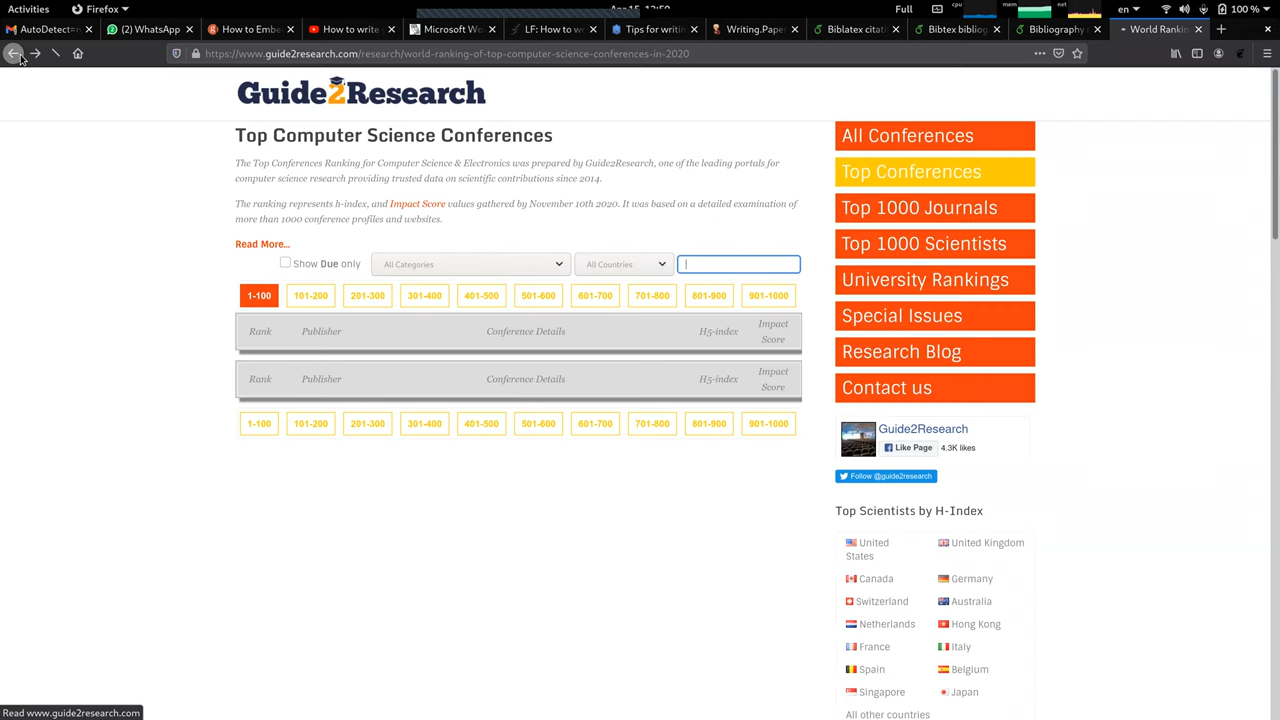 Activities
Firefox
Full
cpu
mem
net
en
100 %
AutoDetect=
(2) WhatsApp
How to Embe
How to write
Microsoft Wo
LF: How to w
Tips for writin
Writing.Paper
Biblatex citati
Bibtex bibliog
Bibliography
World Rankin
https://www.guide2research.com/research/world-ranking-of-top-computer-science-conferences-in-2020
Guide2Research
Top Computer Science Conferences
The Top Conferences Ranking for Computer Science & Electronics was prepared by Guide2Research, one of the leading portals for
computer science research providing trusted data on scientific contributions since 2014.
The ranking represents h-index, and Impact Score values gathered by November 10th 2020. It was based on a detailed examination of
more than 1000 conference profiles and websites.
Read More...
Show Due only
All Categories
All Countries
1-100 101-200 201-300 301-400 401-500 501-600 601-700 701-800 801-900 901-1000
Rank Publisher Conference Details H5-index Impact
Score
Rank Publisher Conference Details H5-index Impact
Score
1-100 101-200 201-300 301-400 401-500 501-600 601-700 701-800 801-900 901-1000
All Conferences
Top Conferences
Top 1000 Journals
Top 1000 Scientists
University Rankings
Special Issues
Research Blog
Contact us
Guide2Research
Like Page 4.3K likes
Follow @guide2research
Top Scientists by H-Index
United
States
United Kingdom
Canada Germany
Switzerland Australia
Netherlands Hong Kong
France Italy
Spain Belgium
Singapore Japan
All other countries
Read www.guide2research.com